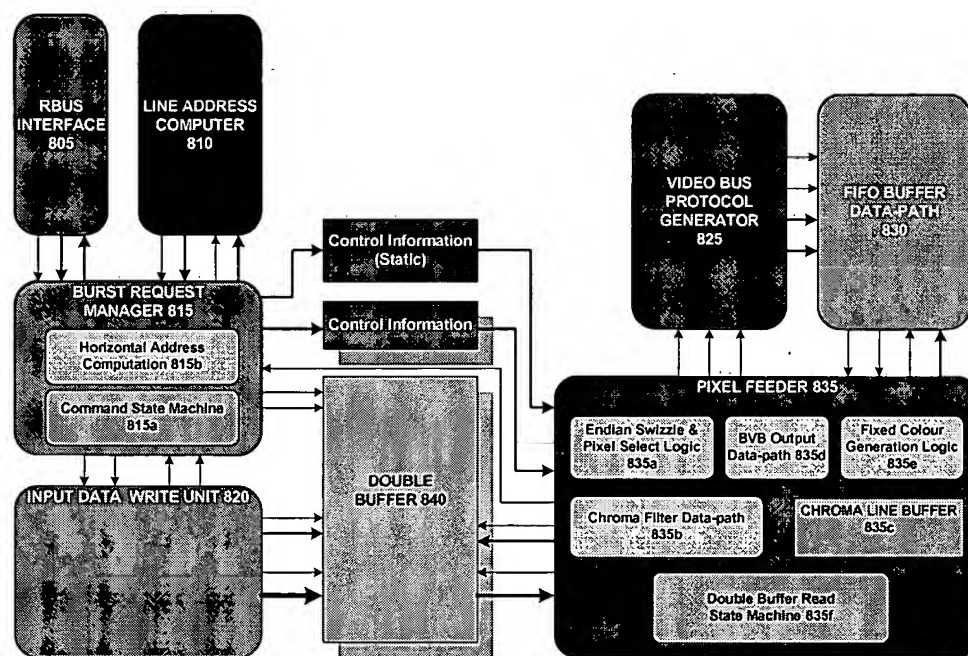 RBUS
INTERFACE
805
LINE ADDRESS
COMPUTER
810
VIDEO BUS
PROTOCOL
GENERATOR
825
FIFO BUFFER
DATA-PATH
830
Control Information
(Static)
BURST REQUEST
MANAGER 815
Control Information
Horizontal Address
Computation 815b
Command State Machine
815a
PIXEL FEEDER 835
Endian Swizzle &
Pixel Select Logic
835a
BVB Output
Data-path 835d
Fixed Colour
Generation Logic
835e
DOUBLE
BUFFER 840
INPUT DATA WRITE UNIT 820
Chroma Filter Data-path
835b
CHROMA LINE BUFFER
835c
Double Buffer Read
State Machine 835f